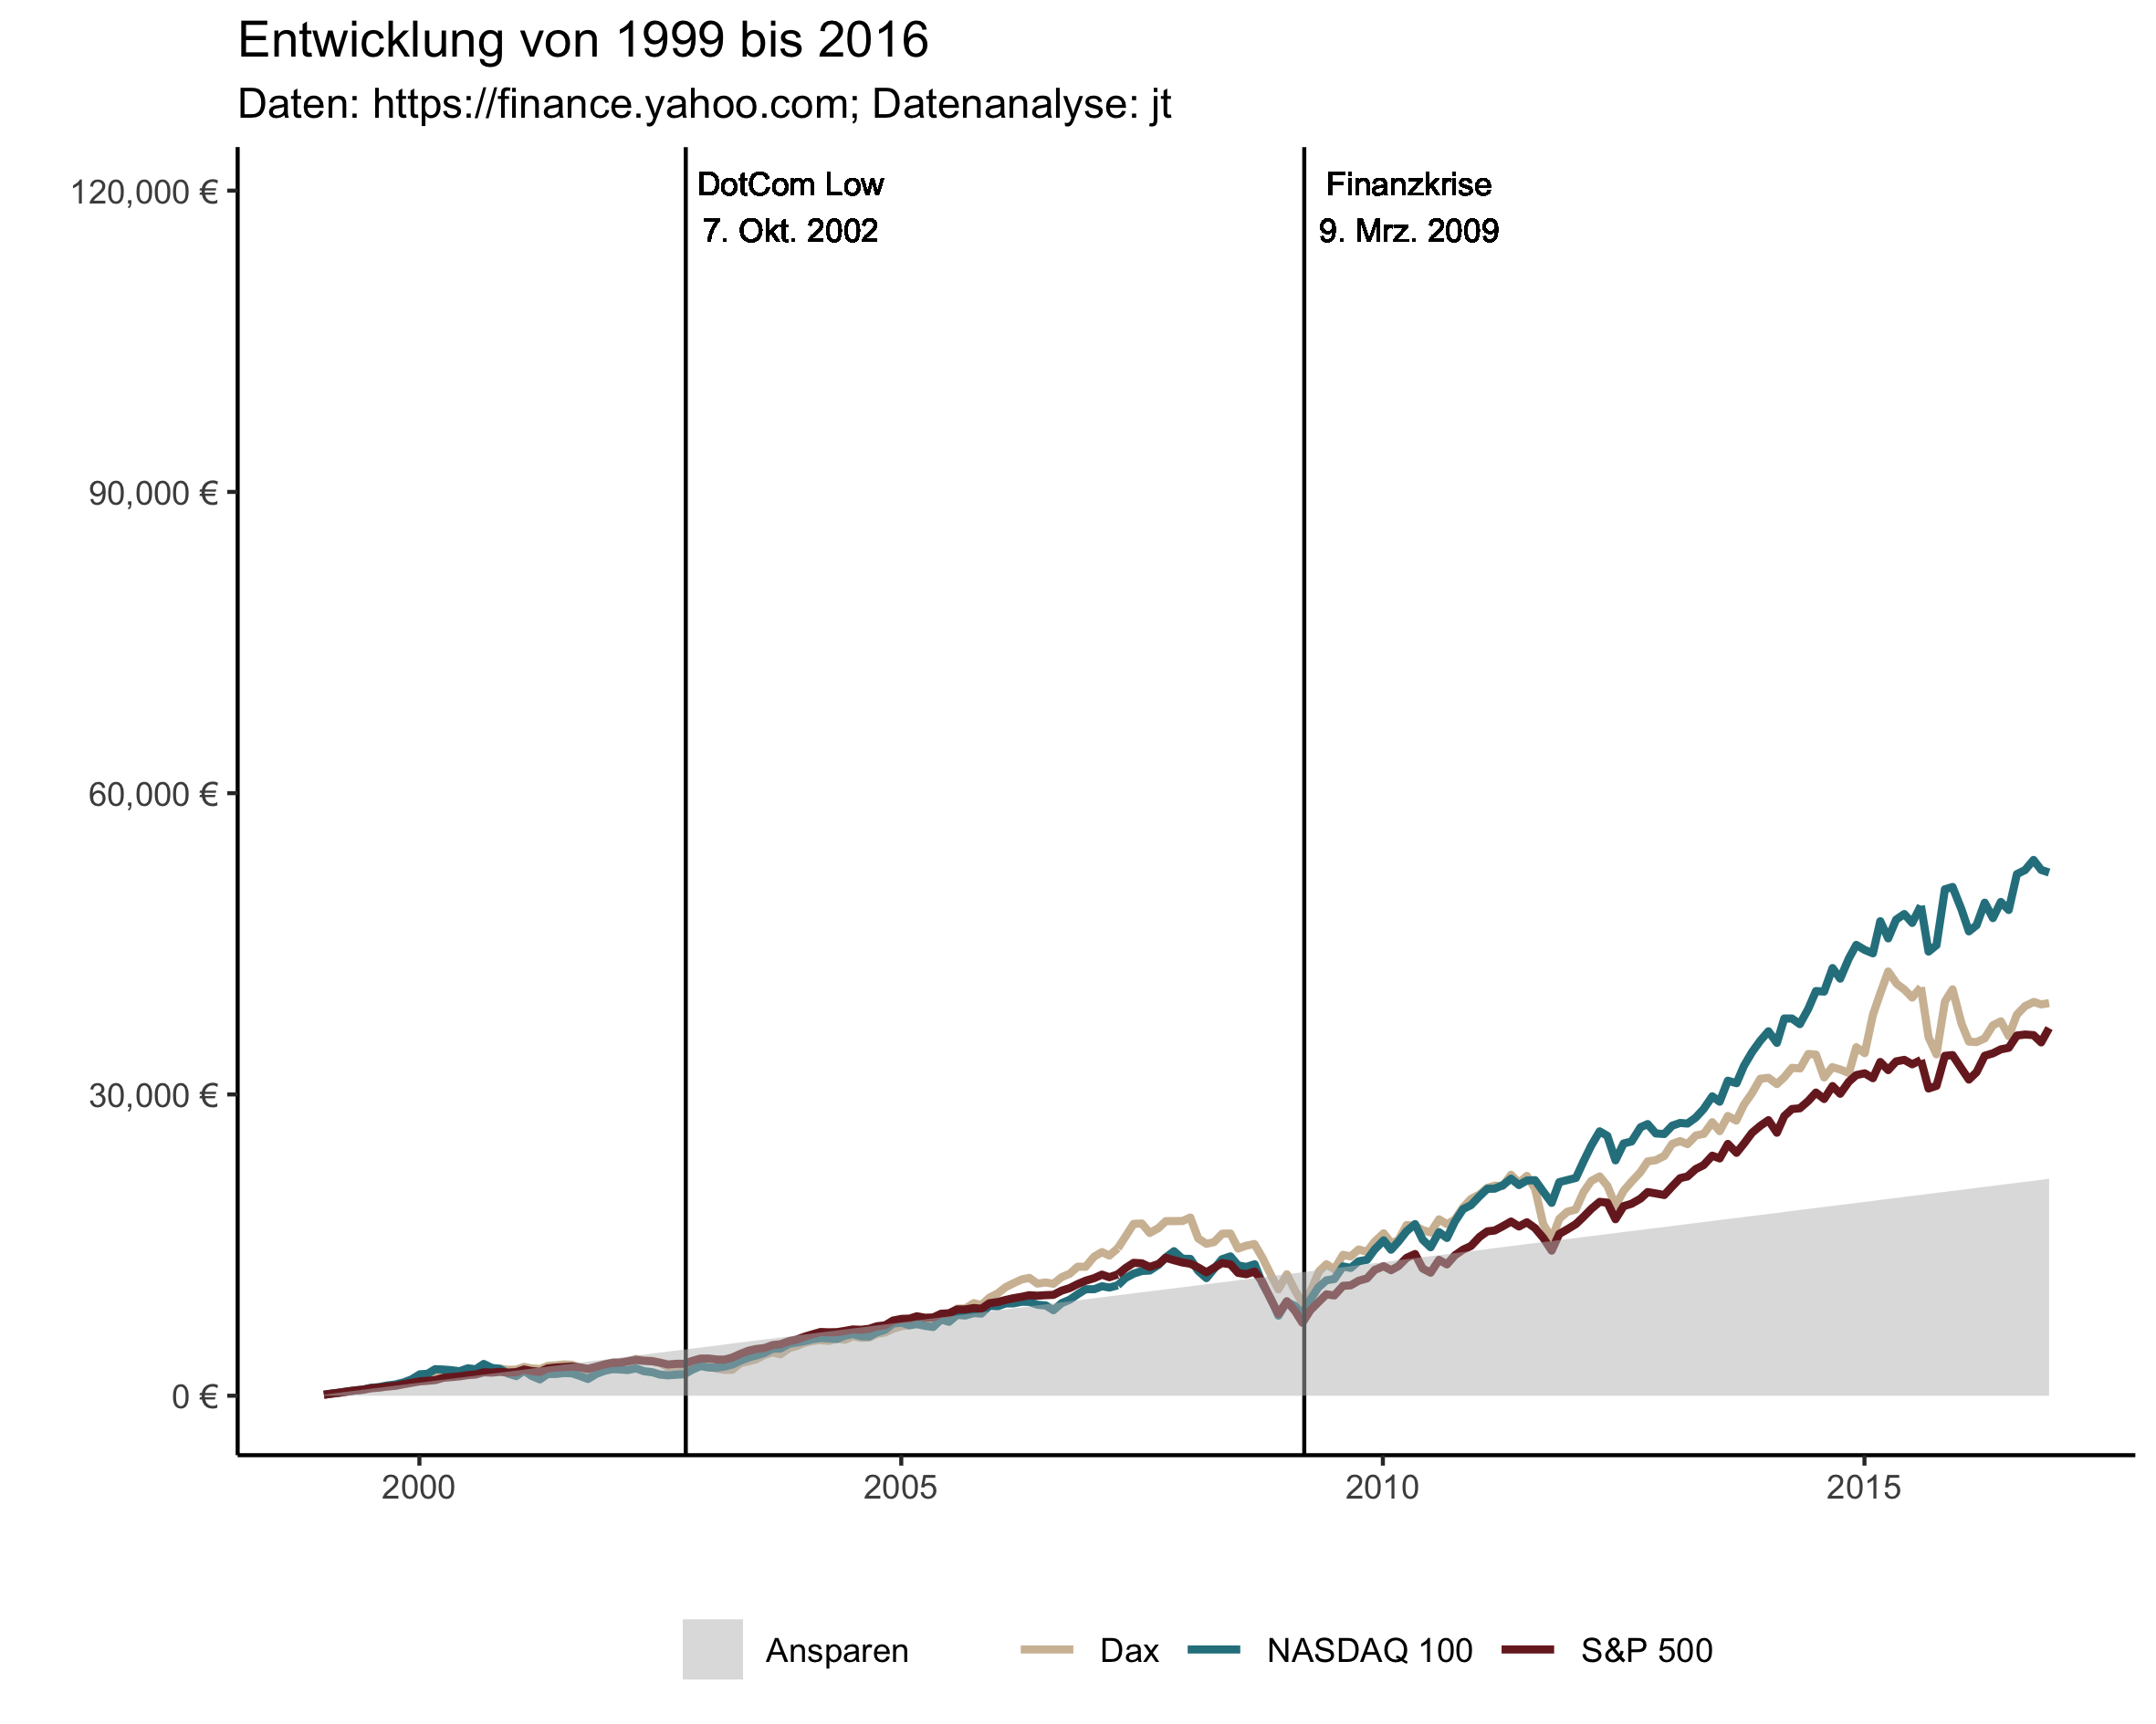 Entwicklung von 1999 bis 2016
Daten: https://finance.yahoo.com; Datenanalyse: jt
DotCom Low
7. Okt. 2002
Finanzkrise
9. Mrz. 2009
120,000 €
90,000 €
60,000 €
30,000 €
0 €
2000 2005 2010 2015
Ansparen Dax NASDAQ 100 S&P 500